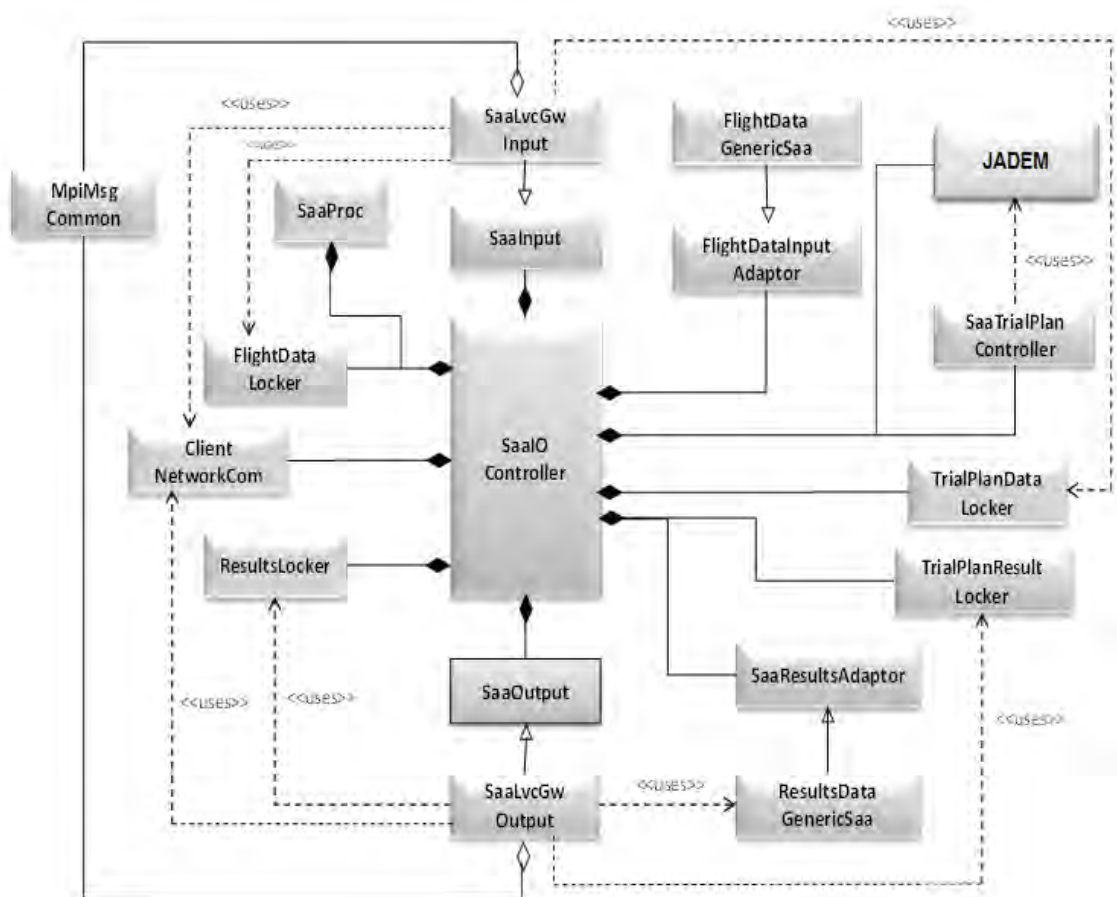 <<uses>>
SaaLvcGw
Input
<<uses>>
<<uses>>
FlightData
GenericSaa
JADEM
MpiMsg
Common
SaaProc
SaaInput
FlightDataInput
Adaptor
<<uses>>
FlightData
Locker
SaaTrialPlan
Controller
Client
NetworkCom
SaaIO
Controller
TrialPlanData
Locker
ResultsLocker
TrialPlanResult
Locker
SaaOutput
SaaResultsAdaptor
<<uses>>
<<uses>>
<<uses>>
SaaLvcGw
Output
<<uses>>
ResultsData
GenericSaa